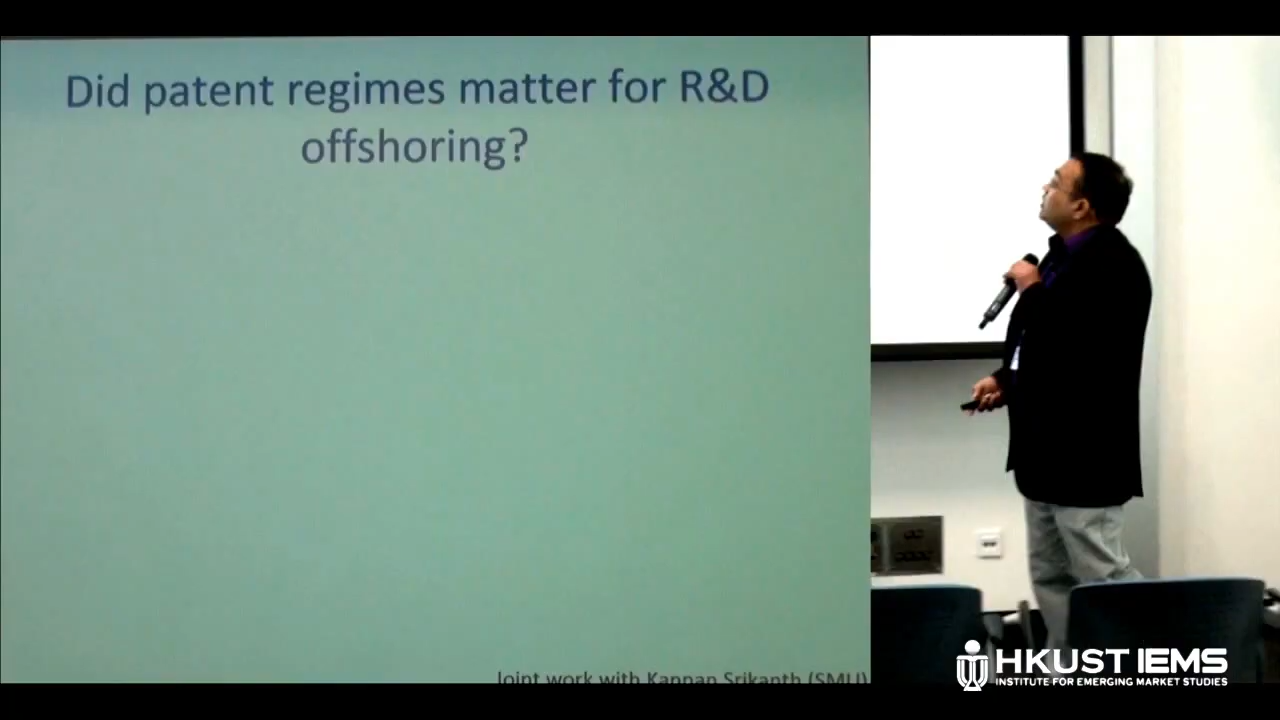 Did patent regimes matter for R&D
offshoring?
Joint work with Kannan Srikanth (SMU)
HKUST IEMS
INSTITUTE FOR EMERGING MARKET STUDIES